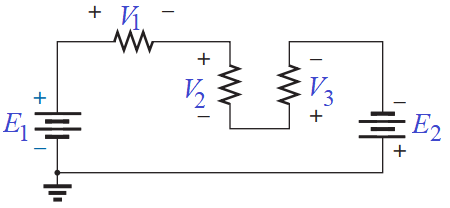 + V1 −
+ − +
V2 V3
+ −
E1 − + E2
− +